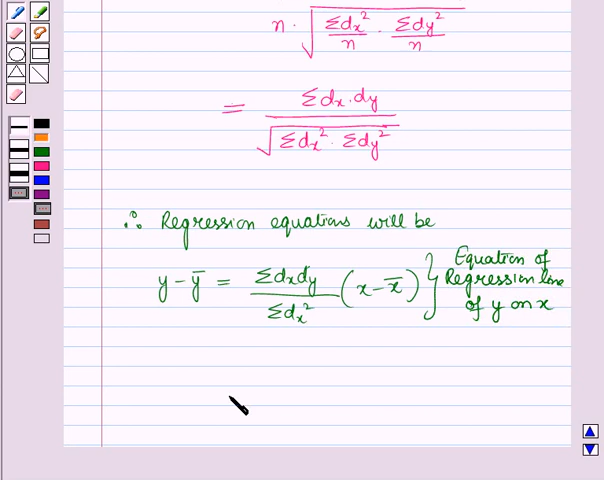 n · √(Σdx²/n · Σdy²/n)
= Σdx·dy / √(Σdx² · Σdy²)
∴ Regression equations will be
y - ȳ = Σdxdy / Σdx² (x - x̄) } Equation of
Regression line
of y on x